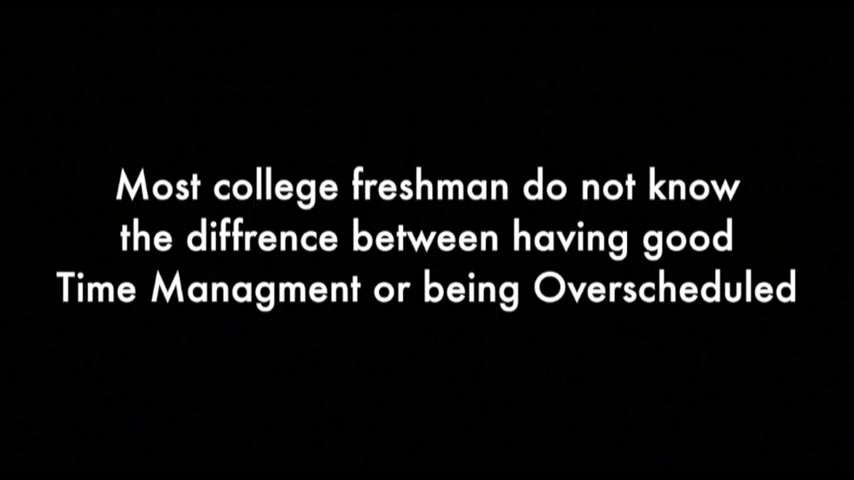 Most college freshman do not know
the diffrence between having good
Time Managment or being Overscheduled